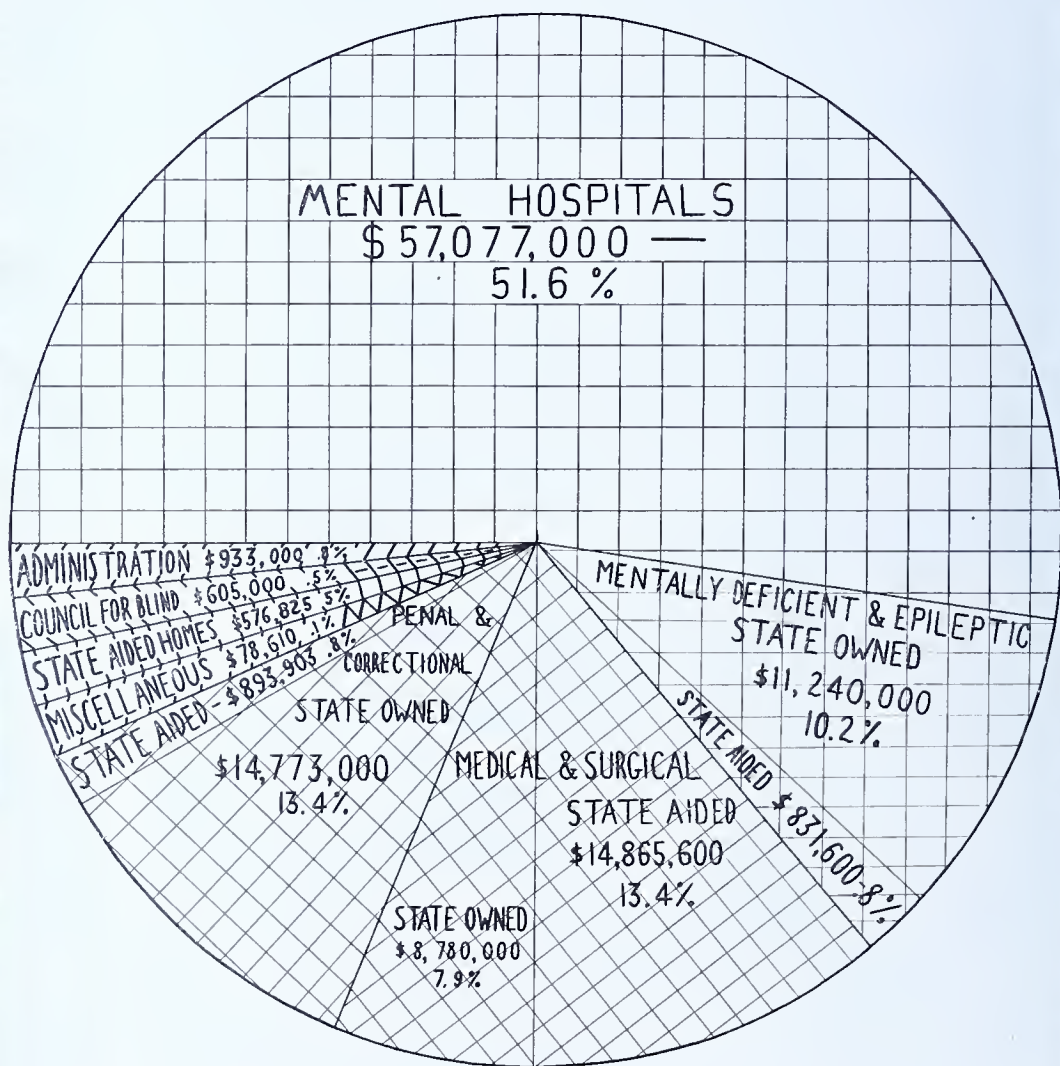 MENTAL HOSPITALS
$57,077,000 —
51.6 %
ADMINISTRATION $933,000 .8%
COUNCIL FOR BLIND $605,000 .5%
STATE AIDED HOMES $576,825 .5%
MISCELLANEOUS $78,610 .1%
STATE AIDED - $893,903 .8%
PENAL &
CORRECTIONAL
STATE OWNED
$14,773,000
13.4%
MEDICAL & SURGICAL
STATE AIDED
$14,865,600
13.4%
STATE OWNED
$8,780,000
7.9%
MENTALLY DEFICIENT & EPILEPTIC
STATE OWNED
$11,240,000
10.2%
STATE AIDED $831,600-.8%